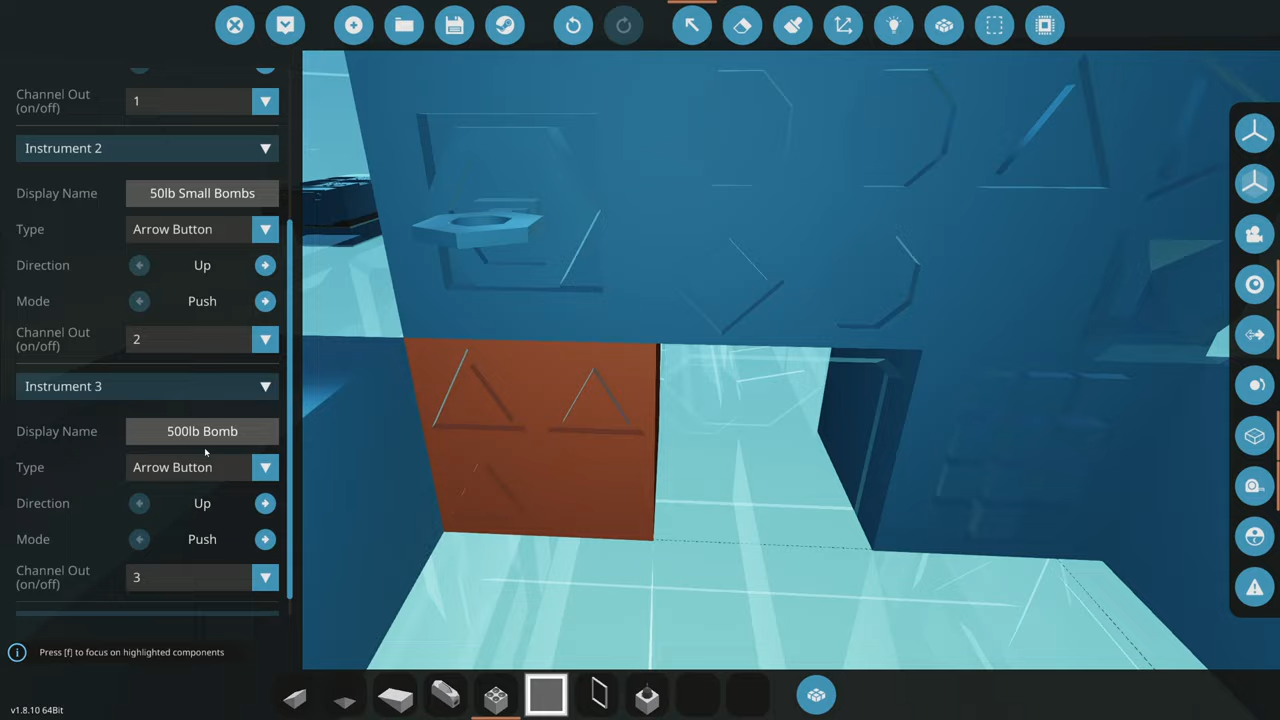 Channel Out
(on/off)
1
Instrument 2
Display Name
50lb Small Bombs
Type
Arrow Button
Direction
Up
Mode
Push
Channel Out
(on/off)
2
Instrument 3
Display Name
500lb Bomb
Type
Arrow Button
Direction
Up
Mode
Push
Channel Out
(on/off)
3
Press [f] to focus on highlighted components
v1.8.10 64Bit